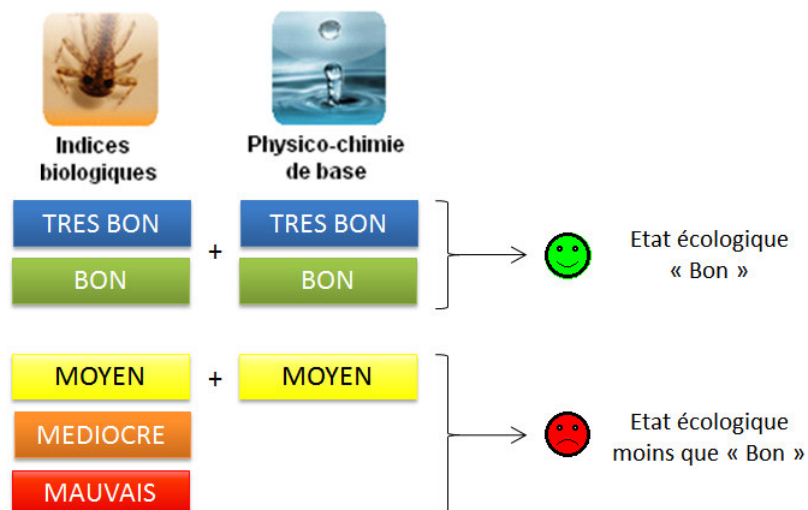 Indices
biologiques
Physico-chimie
de base
TRES BON
+
TRES BON
BON
BON
Etat écologique
« Bon »
MOYEN
+
MOYEN
MEDIOCRE
MAUVAIS
Etat écologique
moins que « Bon »